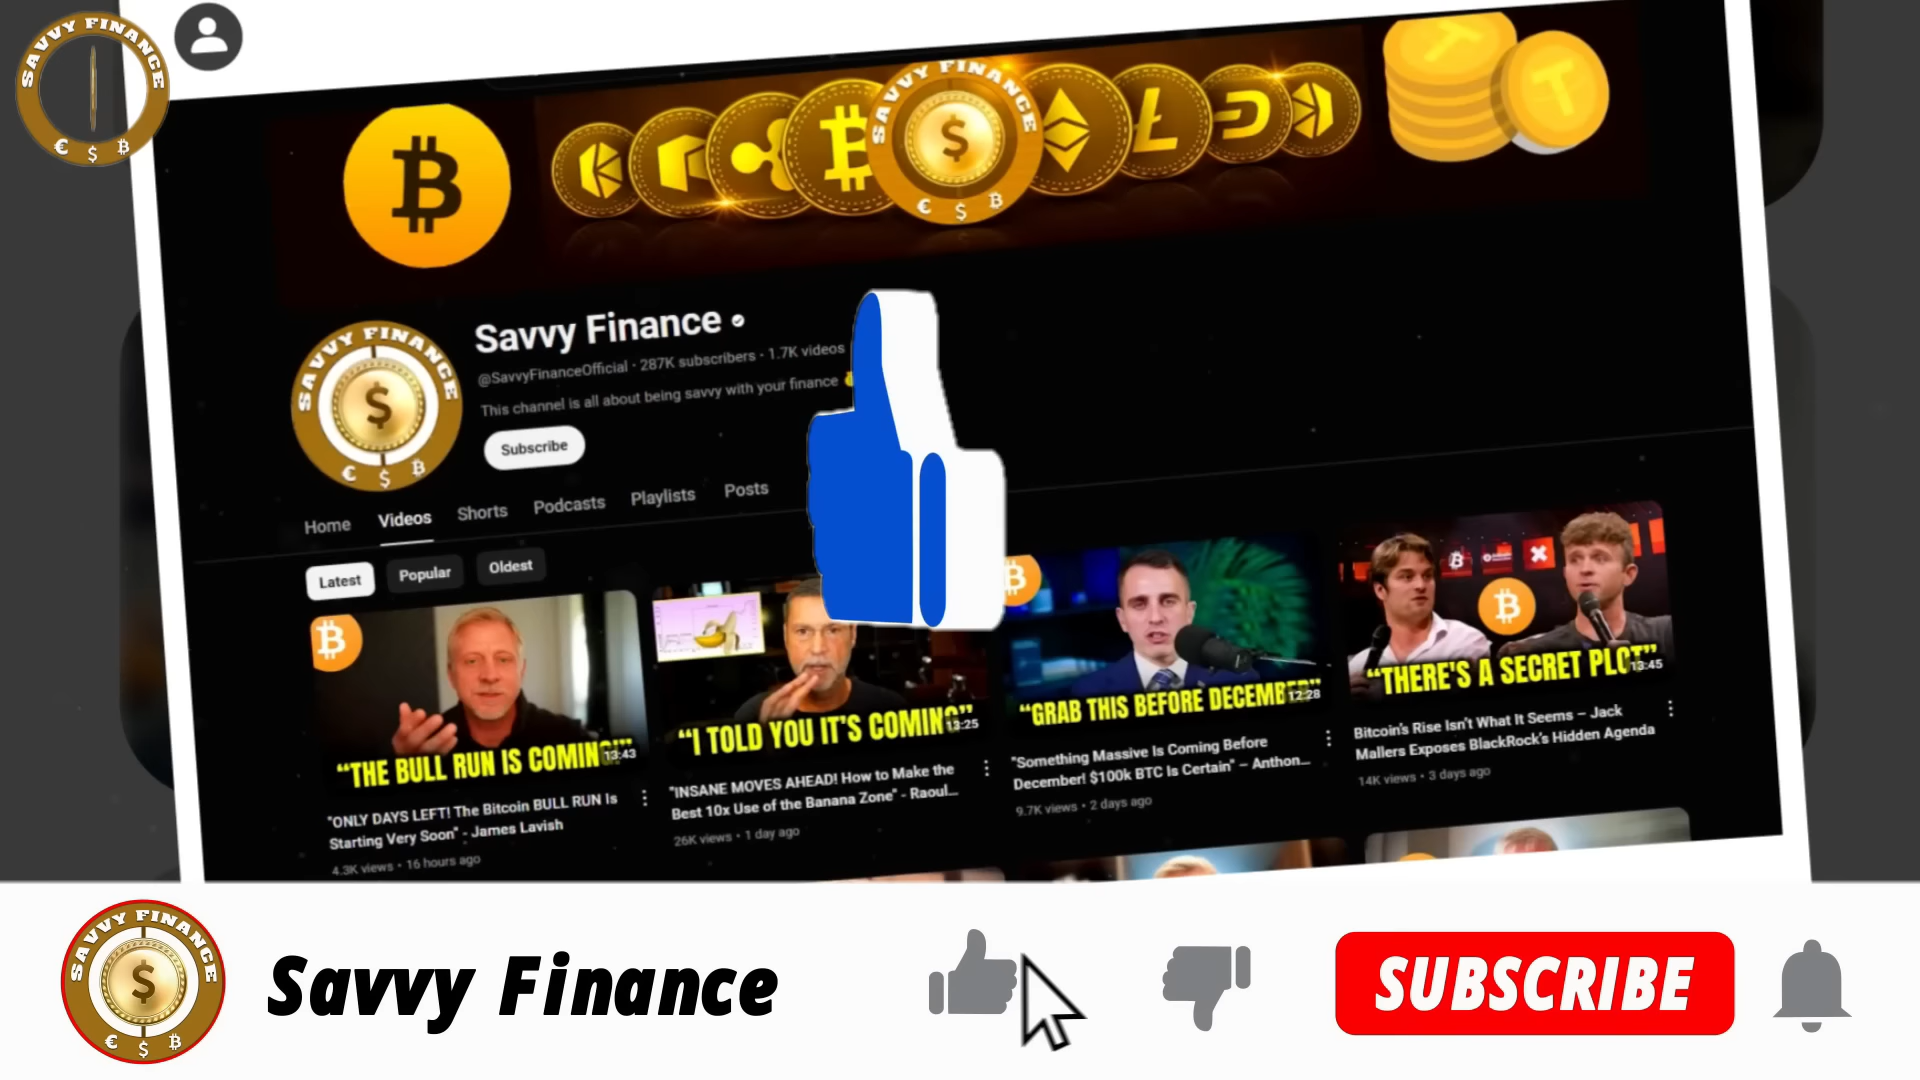 SAVVY FINANCE
€ $ ₿
SAVVY FINANCE
$
€ $ ₿
SAVVY FINANCE
$
€ $ ₿
Savvy Finance
@SavvyFinanceOfficial · 287K subscribers · 1.7K videos
This channel is all about being savvy with your finance
Subscribe
Home Videos Shorts Podcasts Playlists Posts
Latest Popular Oldest
“THE BULL RUN IS COMING”
13:43
"ONLY DAYS LEFT! The Bitcoin BULL RUN Is
Starting Very Soon" - James Lavish
4.3K views • 16 hours ago
“I TOLD YOU IT'S COMING”
13:25
"INSANE MOVES AHEAD! How to Make the
Best 10x Use of the Banana Zone" - Raoul...
26K views • 1 day ago
“GRAB THIS BEFORE DECEMBER”
12:28
"Something Massive Is Coming Before
December! $100k BTC Is Certain" – Anthon...
9.7K views • 2 days ago
“THERE'S A SECRET PLOT”
13:45
Bitcoin's Rise Isn't What It Seems – Jack
Mallers Exposes BlackRock's Hidden Agenda
14K views • 3 days ago
SAVVY FINANCE
$
€ $ ₿
Savvy Finance
SUBSCRIBE